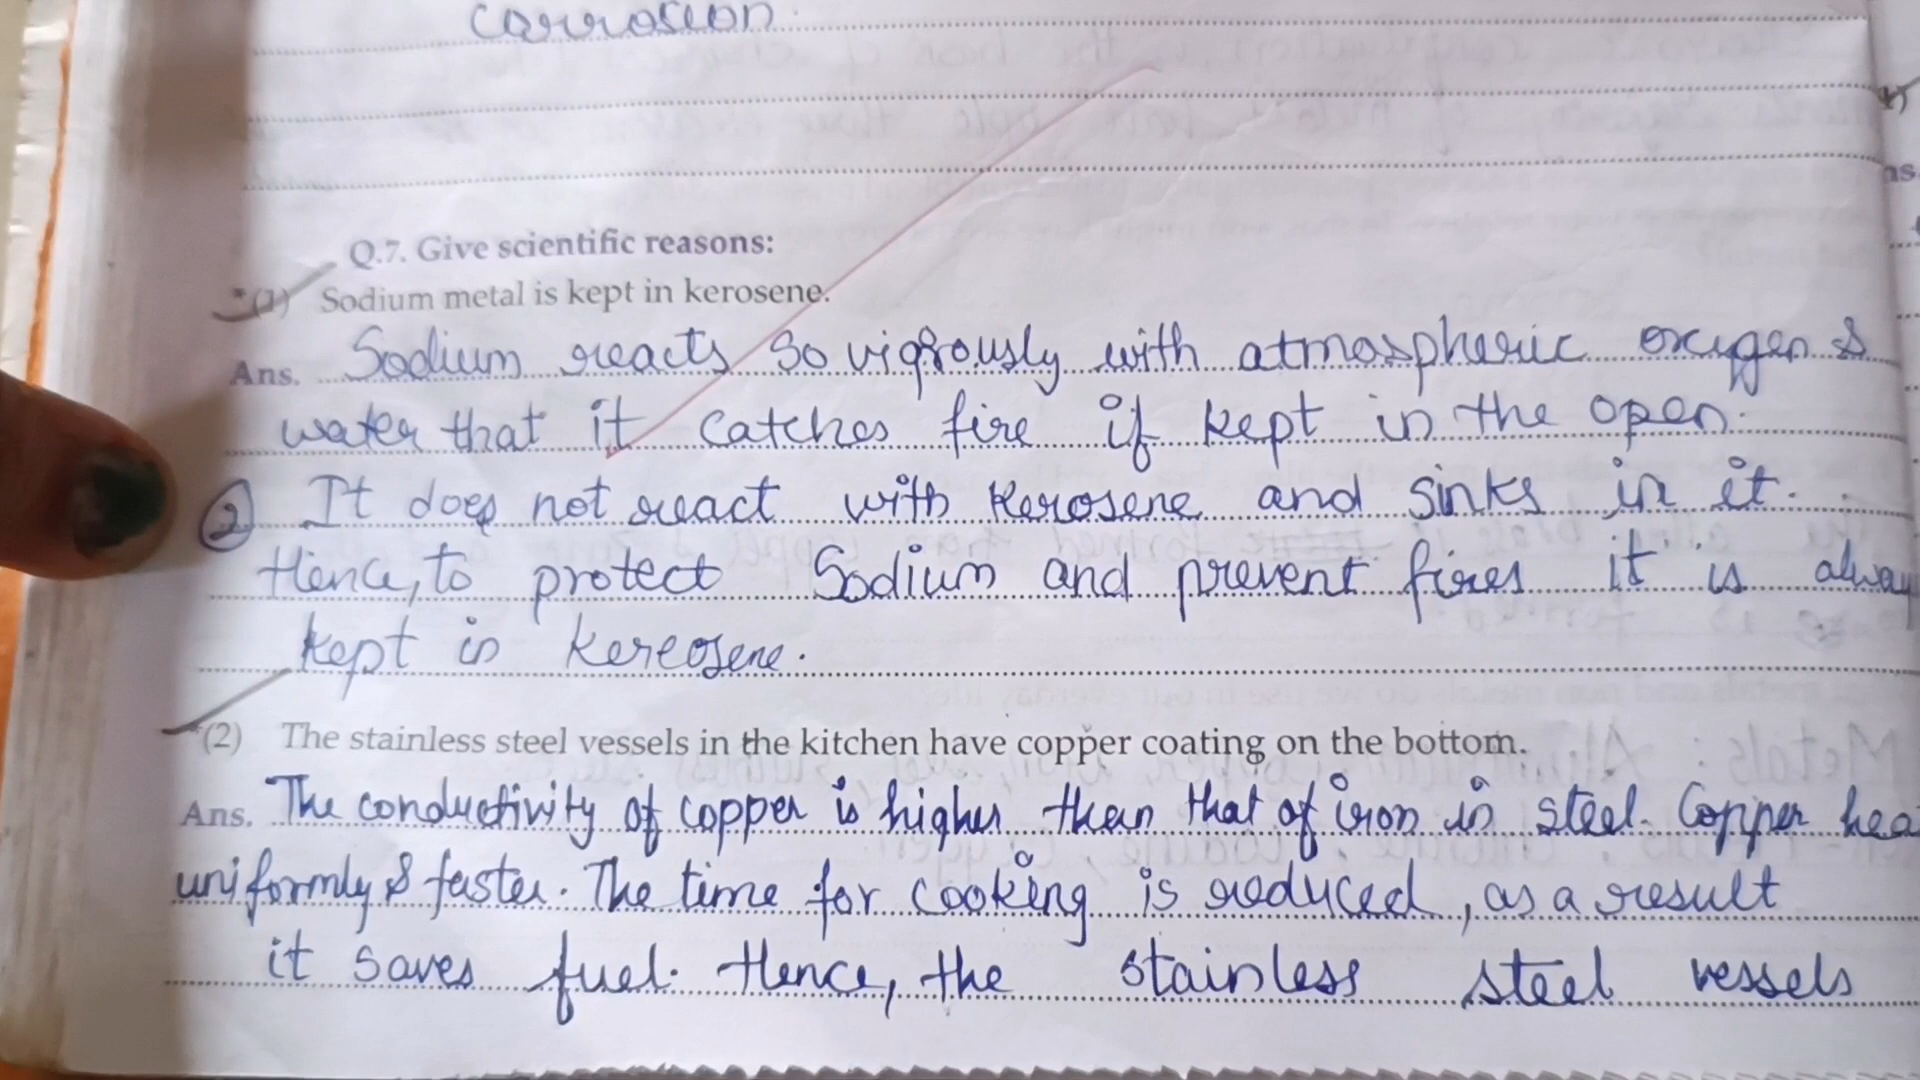 corrosion.
Q.7. Give scientific reasons:
*(1) Sodium metal is kept in kerosene.
Ans. Sodium reacts so vigrously with atmospheric oxygen &
water that it catches fire if kept in the open.
2 It does not react with kerosene and sinks in it.
Hence, to protect Sodium and prevent fires it is alway
kept in kereosene.
*(2) The stainless steel vessels in the kitchen have copper coating on the bottom.
Ans. The conductivity of copper is higher than that of iron in steel. Copper hea
uniformly & faster. The time for cooking is reduced, as a result
it saves fuel. Hence, the stainless steel vessels